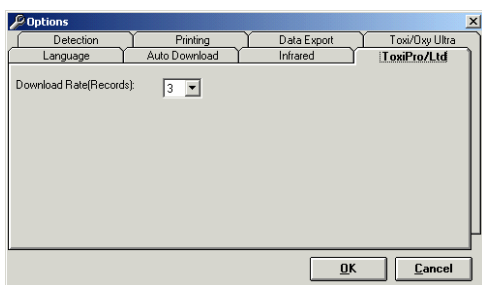 Options
Detection Printing Data Export Toxi/Oxy Ultra
Language Auto Download Infrared ToxiPro/Ltd
Download Rate(Records): 3
OK Cancel